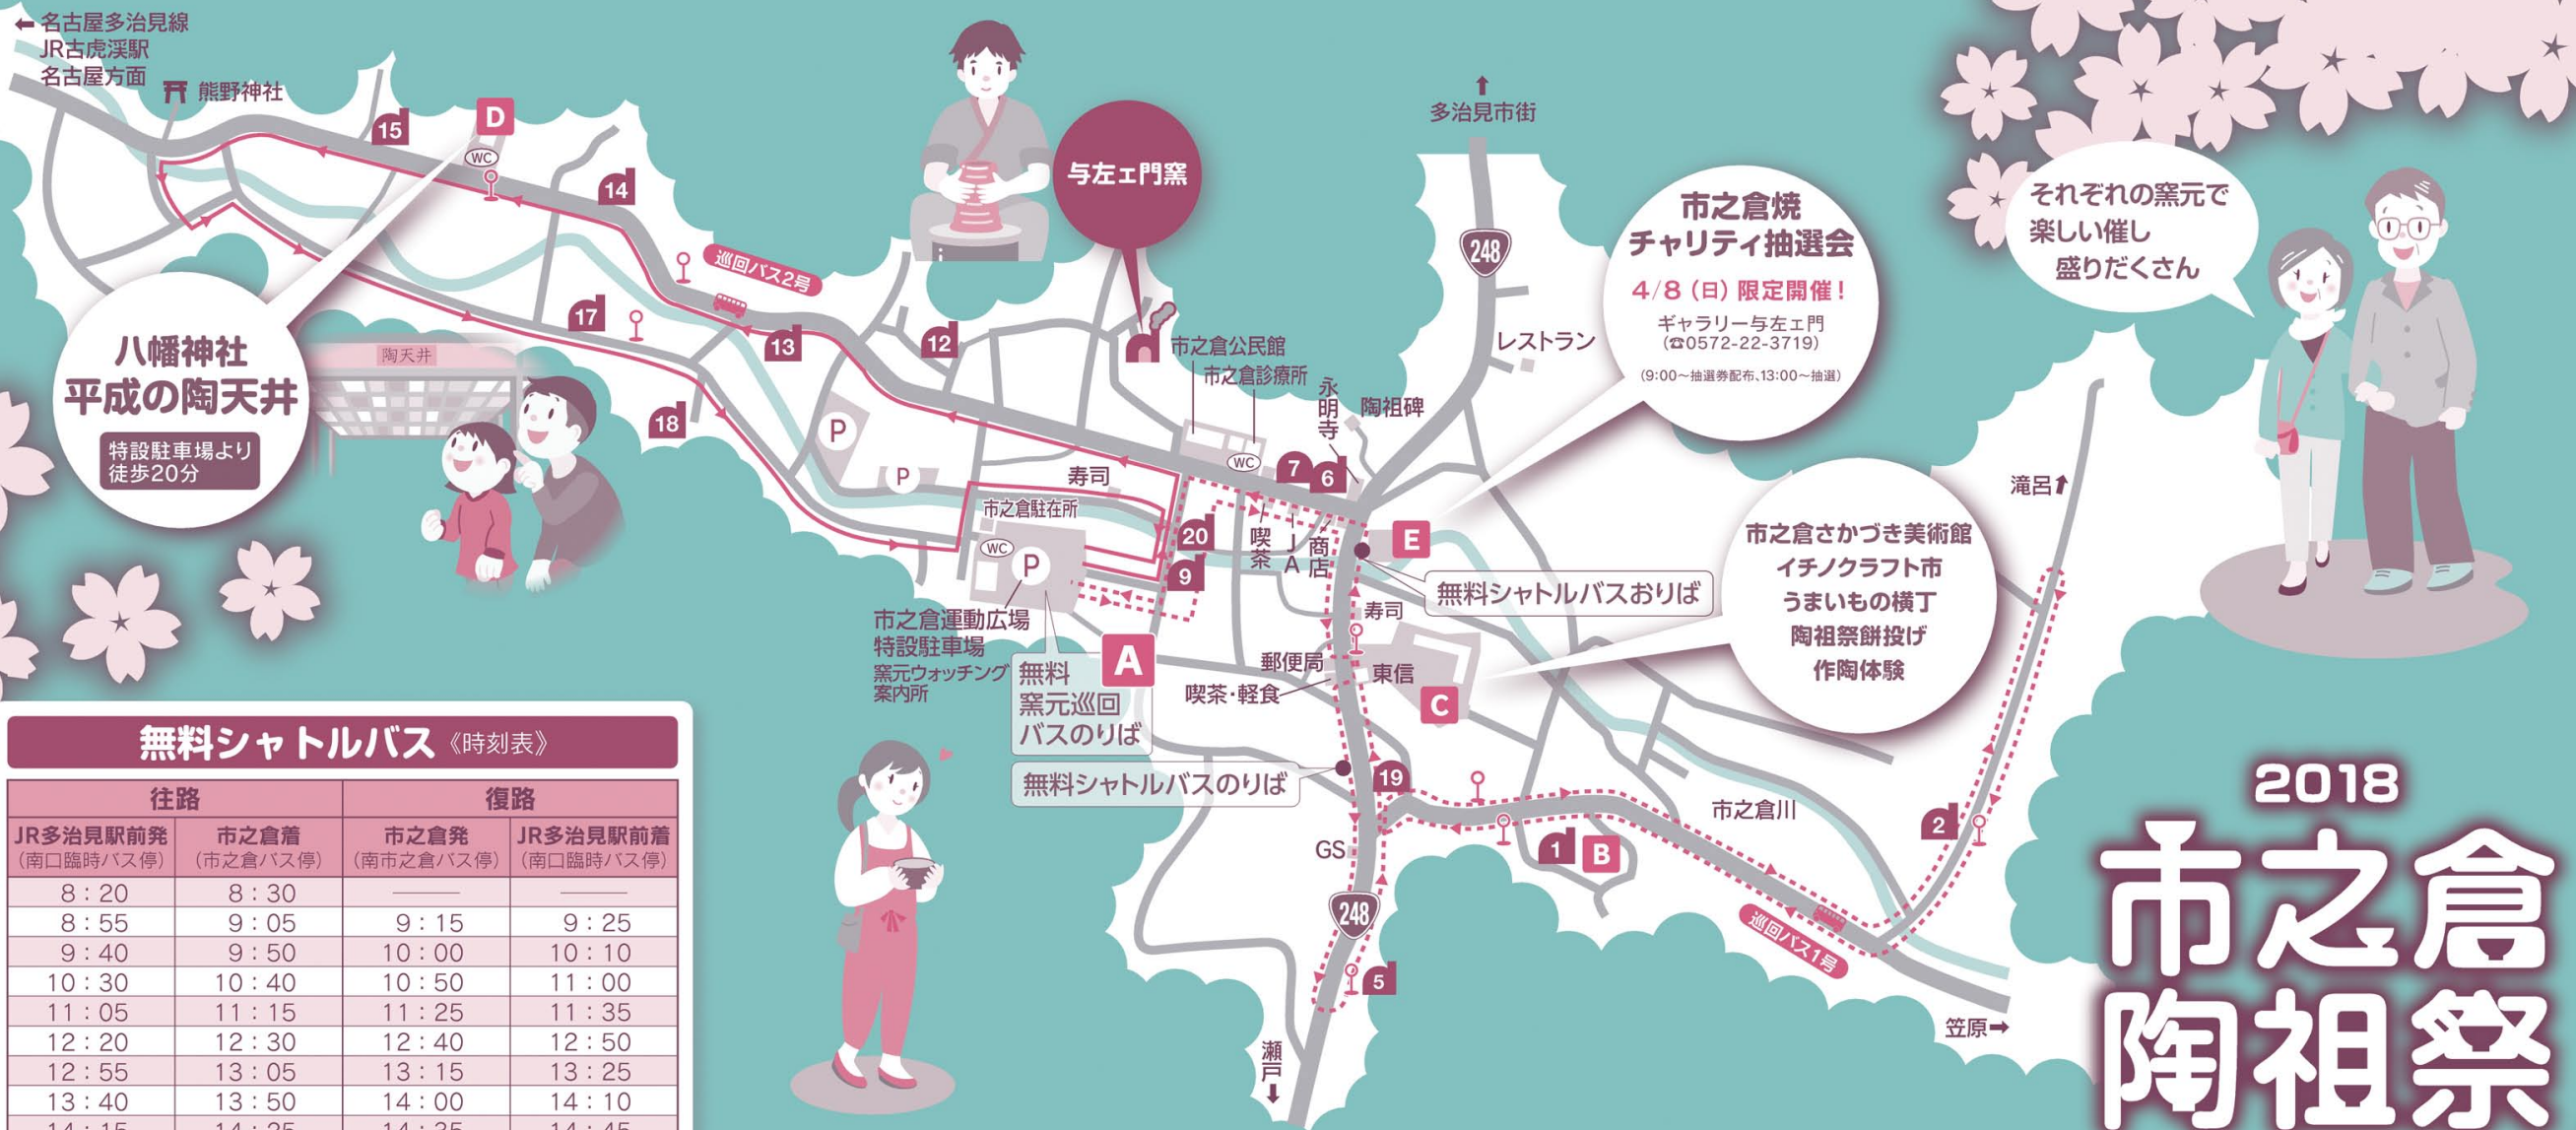 ← 名古屋多治見線
JR古虎渓駅
名古屋方面
熊野神社
15
D
WC
14
巡回バス2号
17
13
12
18
八幡神社
平成の陶天井
特設駐車場より
徒歩20分
陶天井
与左ェ門窯
↑
多治見市街
248
レストラン
市之倉公民館
市之倉診療所
永明寺
陶祖碑
WC
7
6
P
P
寿司
市之倉駐在所
WC
P
20
9
喫茶
JA
商店
E
市之倉焼
チャリティ抽選会
4/8(日)限定開催!
ギャラリー与左ェ門
(☎0572-22-3719)
(9:00～抽選券配布、13:00～抽選)
それぞれの窯元で
楽しい催し
盛りだくさん
滝呂↑
市之倉さかづき美術館
イチノクラフト市
うまいもの横丁
陶祖祭餅投げ
作陶体験
無料シャトルバスおりば
寿司
郵便局
東信
喫茶・軽食
C
市之倉運動広場
特設駐車場
窯元ウォッチング
案内所
A
無料
窯元巡回
バスのりば
無料シャトルバスのりば
19
GS
1
B
市之倉川
2
巡回バス1号
248
5
瀬戸↓
笠原→
2018
市之倉
陶祖祭
無料シャトルバス《時刻表》
往路 復路
JR多治見駅前発 市之倉着 市之倉発 JR多治見駅前着
(南口臨時バス停) (市之倉バス停) (南市之倉バス停) (南口臨時バス停)
8:20 8:30 ―― ――
8:55 9:05 9:15 9:25
9:40 9:50 10:00 10:10
10:30 10:40 10:50 11:00
11:05 11:15 11:25 11:35
12:20 12:30 12:40 12:50
12:55 13:05 13:15 13:25
13:40 13:50 14:00 14:10
14:15 14:25 14:35 14:45